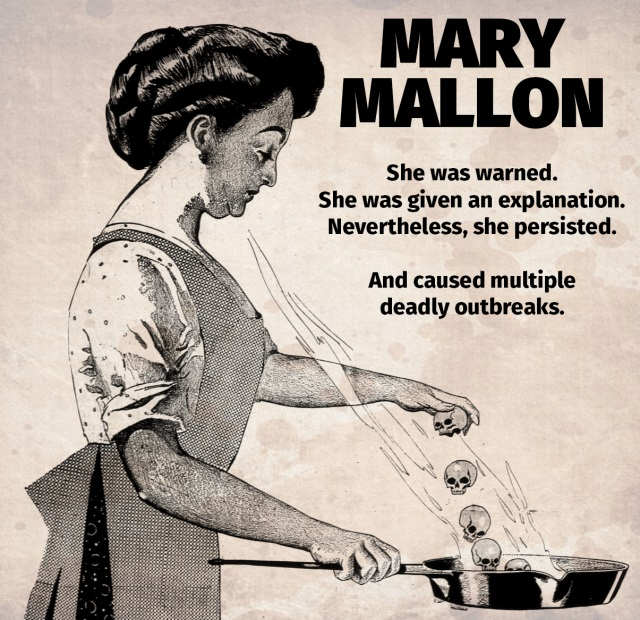 MARY
MALLON
She was warned.
She was given an explanation.
Nevertheless, she persisted.
And caused multiple
deadly outbreaks.